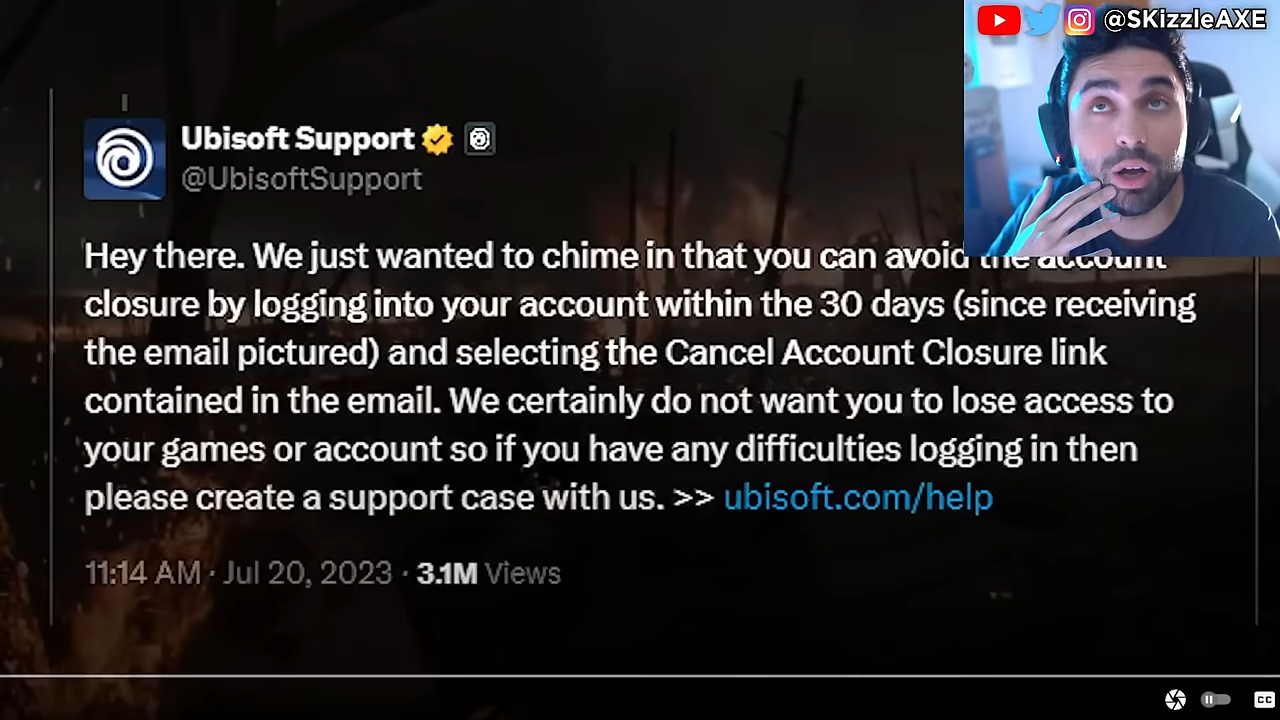 @SKizzleAXE
Ubisoft Support
@UbisoftSupport
Hey there. We just wanted to chime in that you can avoid the account
closure by logging into your account within the 30 days (since receiving
the email pictured) and selecting the Cancel Account Closure link
contained in the email. We certainly do not want you to lose access to
your games or account so if you have any difficulties logging in then
please create a support case with us. >> ubisoft.com/help
11:14 AM · Jul 20, 2023 · 3.1M Views
CC